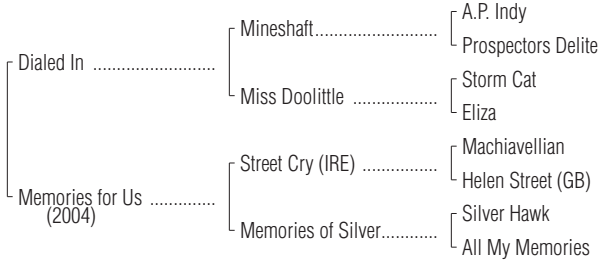 A.P. Indy
Mineshaft
Prospectors Delite
Dialed In
Storm Cat
Miss Doolittle
Eliza
Machiavellian
Street Cry (IRE)
Helen Street (GB)
Memories for Us
(2004)
Silver Hawk
Memories of Silver
All My Memories